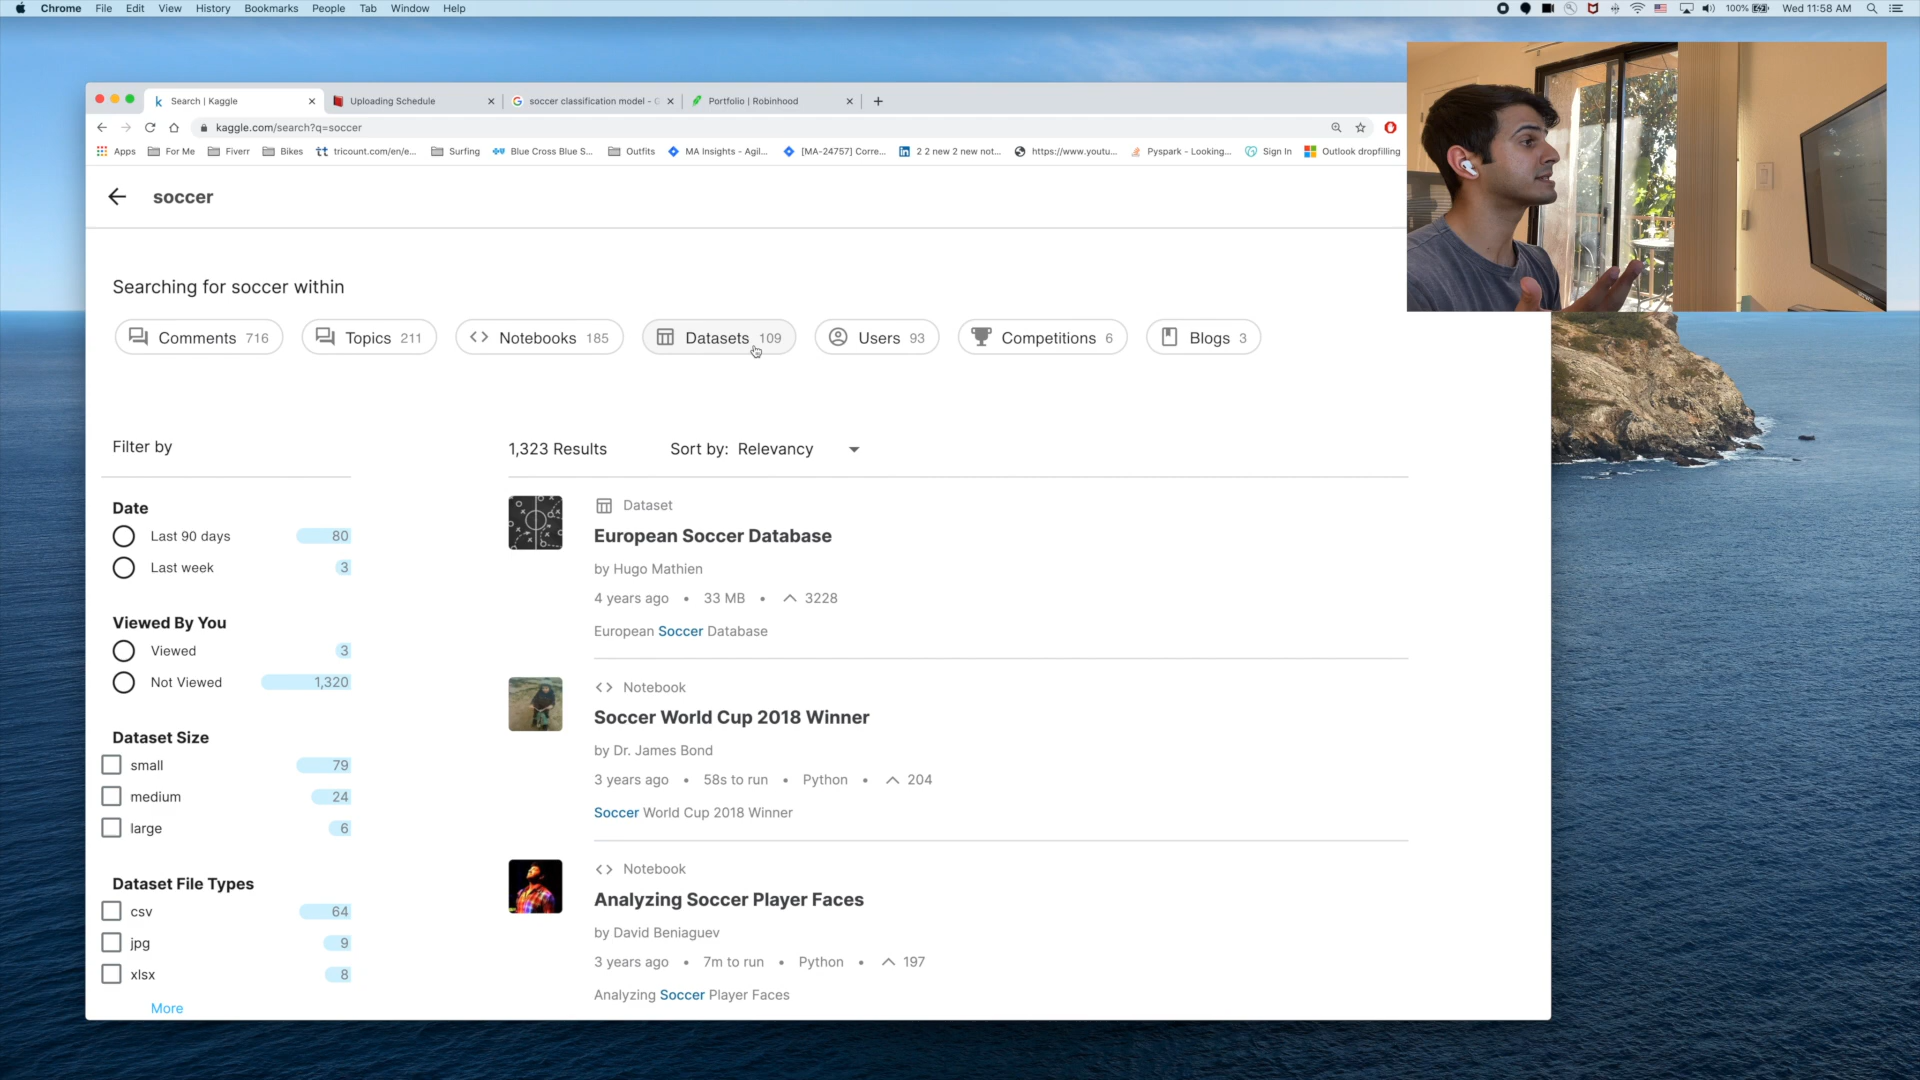 Chrome File Edit View History Bookmarks People Tab Window Help
100% Wed 11:58 AM
Search | Kaggle
Uploading Schedule
soccer classification model - G
Portfolio | Robinhood
kaggle.com/search?q=soccer
Apps For Me Fiverr Bikes tricount.com/en/e... Surfing Blue Cross Blue S... Outfits MA Insights - Agil... [MA-24757] Corre... 2 2 new 2 new not... https://www.youtu... Pyspark - Looking... Sign In Outlook dropfilling
soccer
Searching for soccer within
Comments 716
Topics 211
Notebooks 185
Datasets 109
Users 93
Competitions 6
Blogs 3
Filter by
1,323 Results
Sort by: Relevancy
Date
Last 90 days 80
Last week 3
Viewed By You
Viewed 3
Not Viewed 1,320
Dataset Size
small 79
medium 24
large 6
Dataset File Types
csv 64
jpg 9
xlsx 8
More
Dataset
European Soccer Database
by Hugo Mathien
4 years ago • 33 MB • 3228
European Soccer Database
Notebook
Soccer World Cup 2018 Winner
by Dr. James Bond
3 years ago • 58s to run • Python • 204
Soccer World Cup 2018 Winner
Notebook
Analyzing Soccer Player Faces
by David Beniaguev
3 years ago • 7m to run • Python • 197
Analyzing Soccer Player Faces